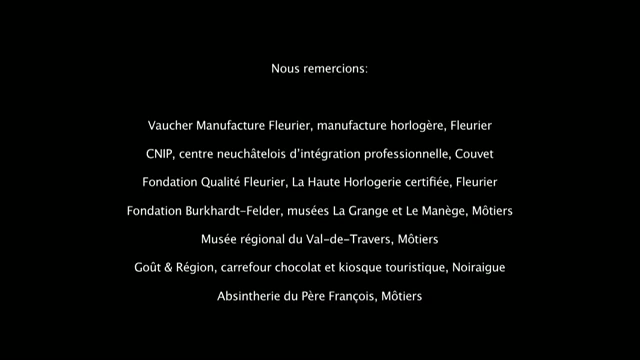 Nous remercions:
Vaucher Manufacture Fleurier, manufacture horlogère, Fleurier
CNIP, centre neuchâtelois d'intégration professionnelle, Couvet
Fondation Qualité Fleurier, La Haute Horlogerie certifiée, Fleurier
Fondation Burkhardt-Felder, musées La Grange et Le Manège, Môtiers
Musée régional du Val-de-Travers, Môtiers
Goût & Région, carrefour chocolat et kiosque touristique, Noiraigue
Absintherie du Père François, Môtiers